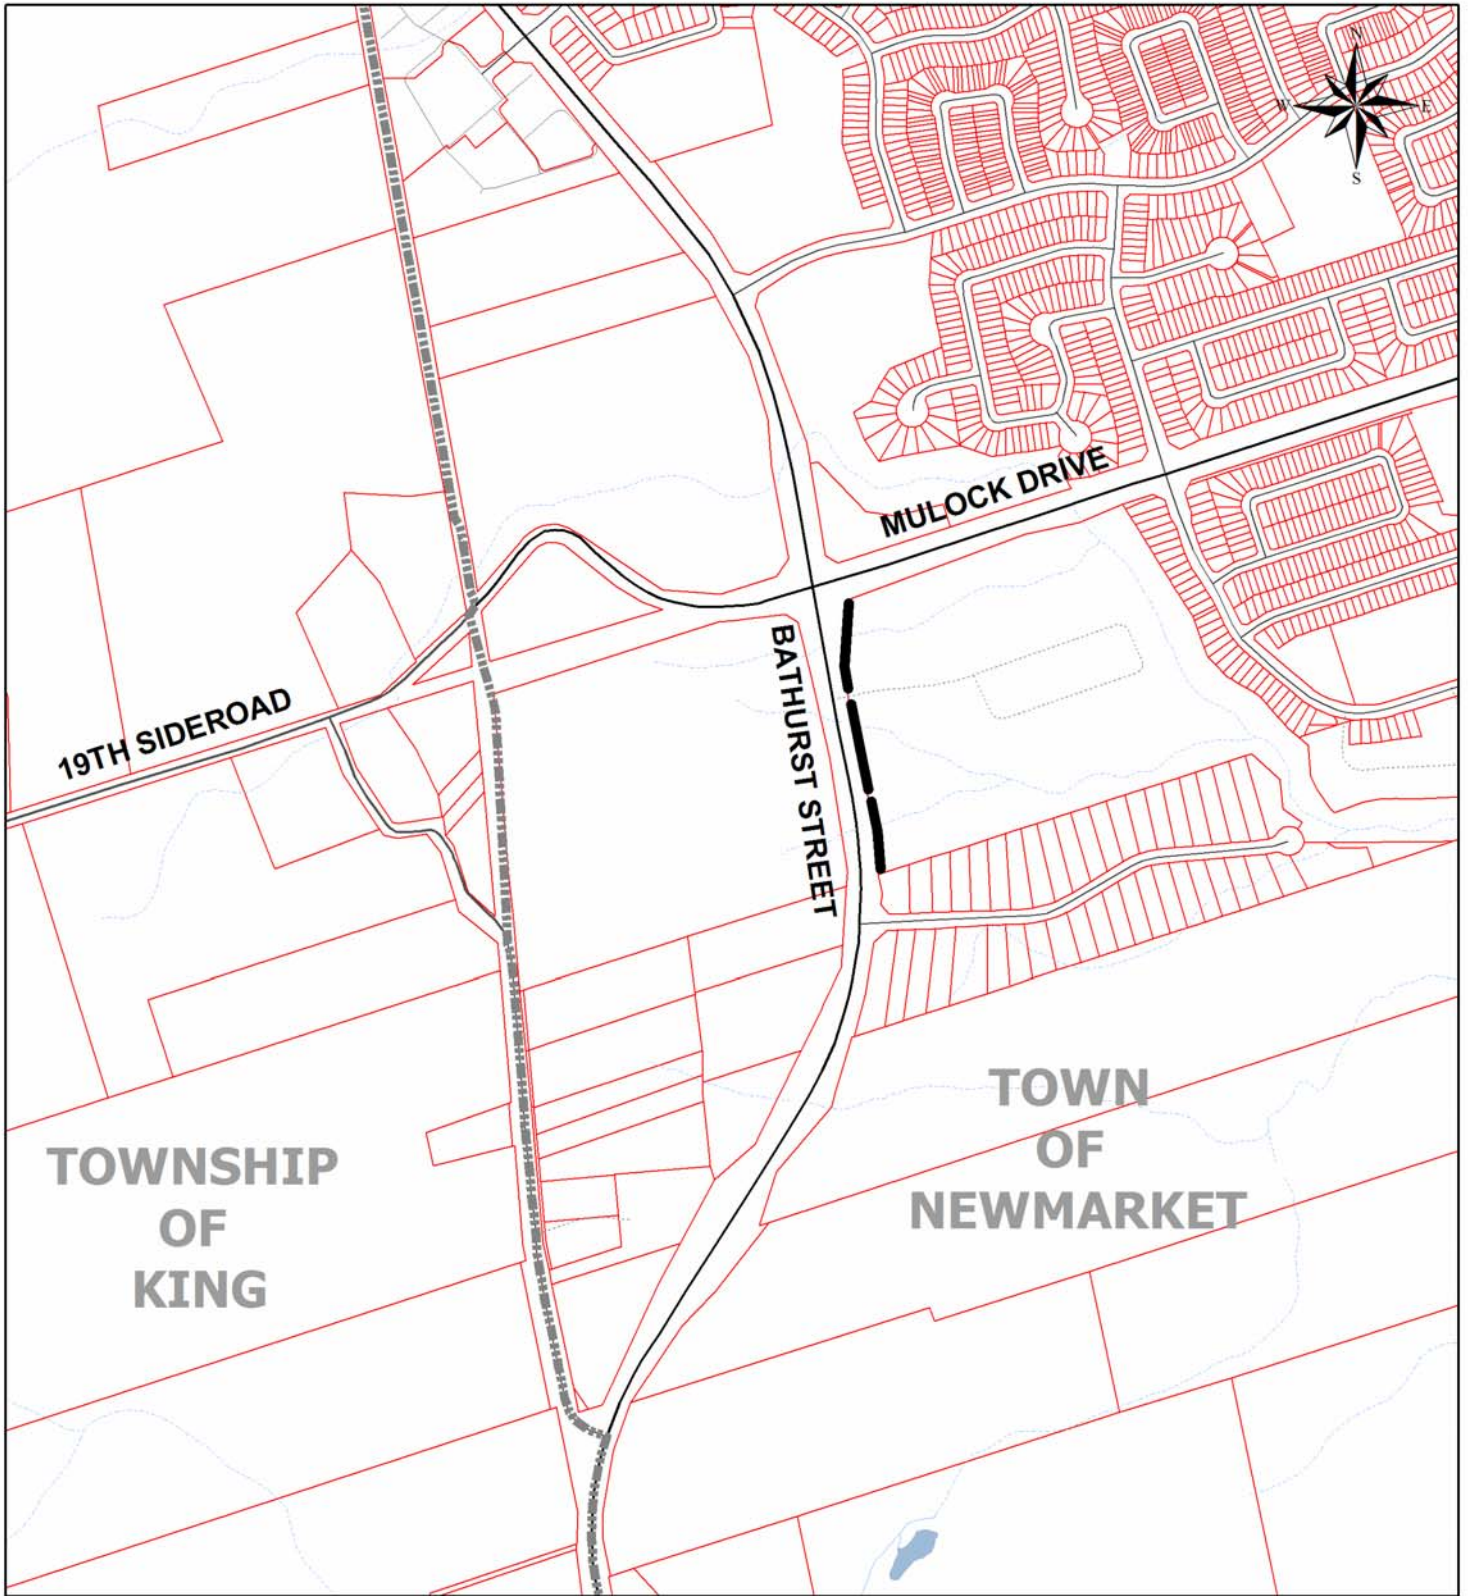 N
W E
S
MULOCK DRIVE
BATHURST STREET
19TH SIDEROAD
TOWN
OF
NEWMARKET
TOWNSHIP
OF
KING